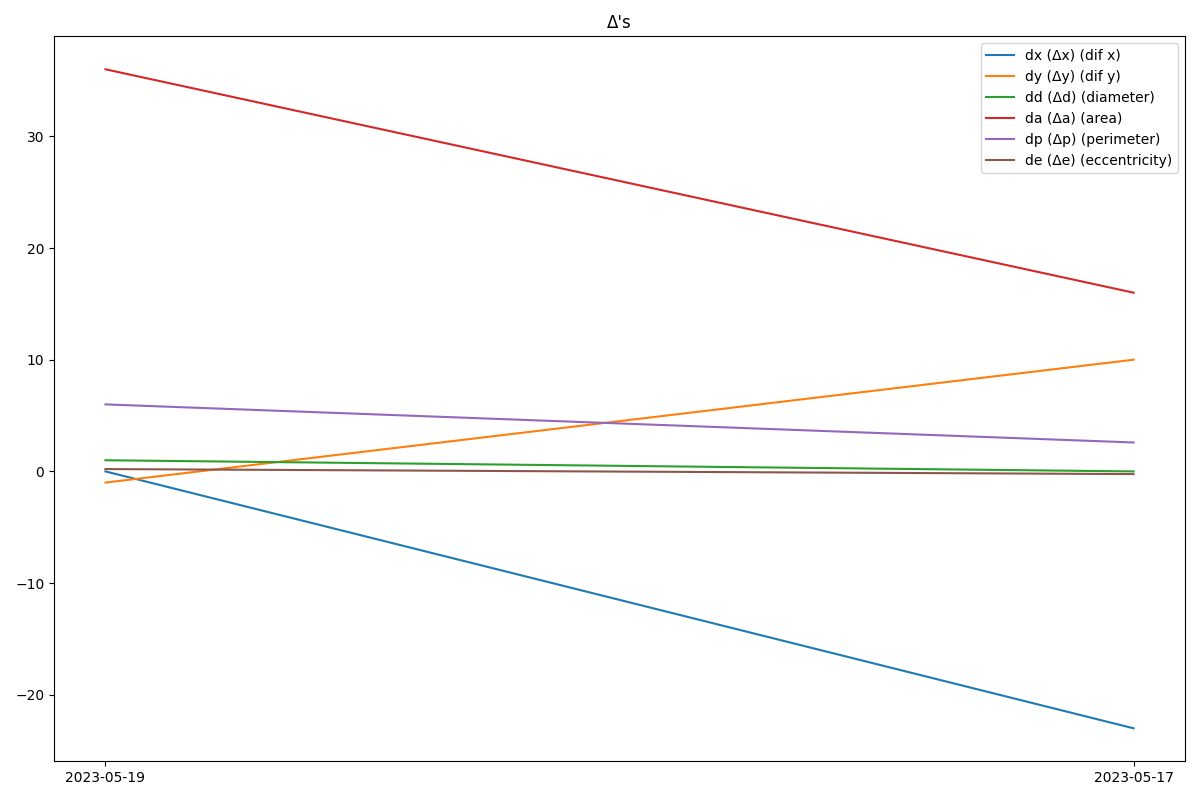 Δ's
dx (Δx) (dif x)
dy (Δy) (dif y)
dd (Δd) (diameter)
da (Δa) (area)
dp (Δp) (perimeter)
de (Δe) (eccentricity)
30
20
10
0
−10
−20
2023-05-19
2023-05-17